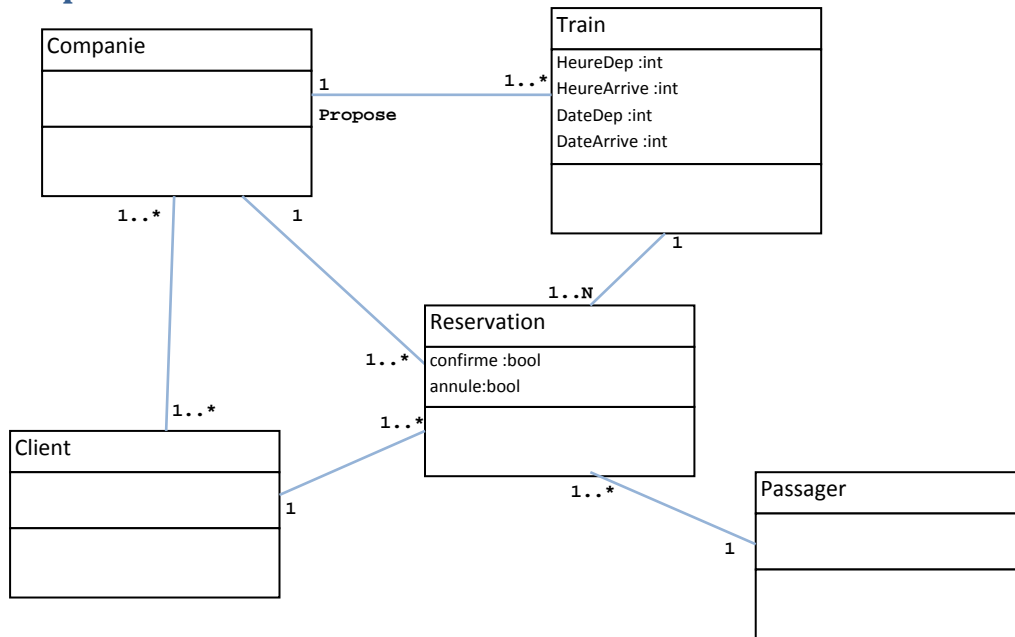 Companie
Train
HeureDep :int
HeureArrive :int
DateDep :int
DateArrive :int
1
1..*
Propose
1..*
1
1
1..N
Reservation
confirme :bool
annule:bool
1..*
1..*
1..*
Client
1
1..*
Passager
1